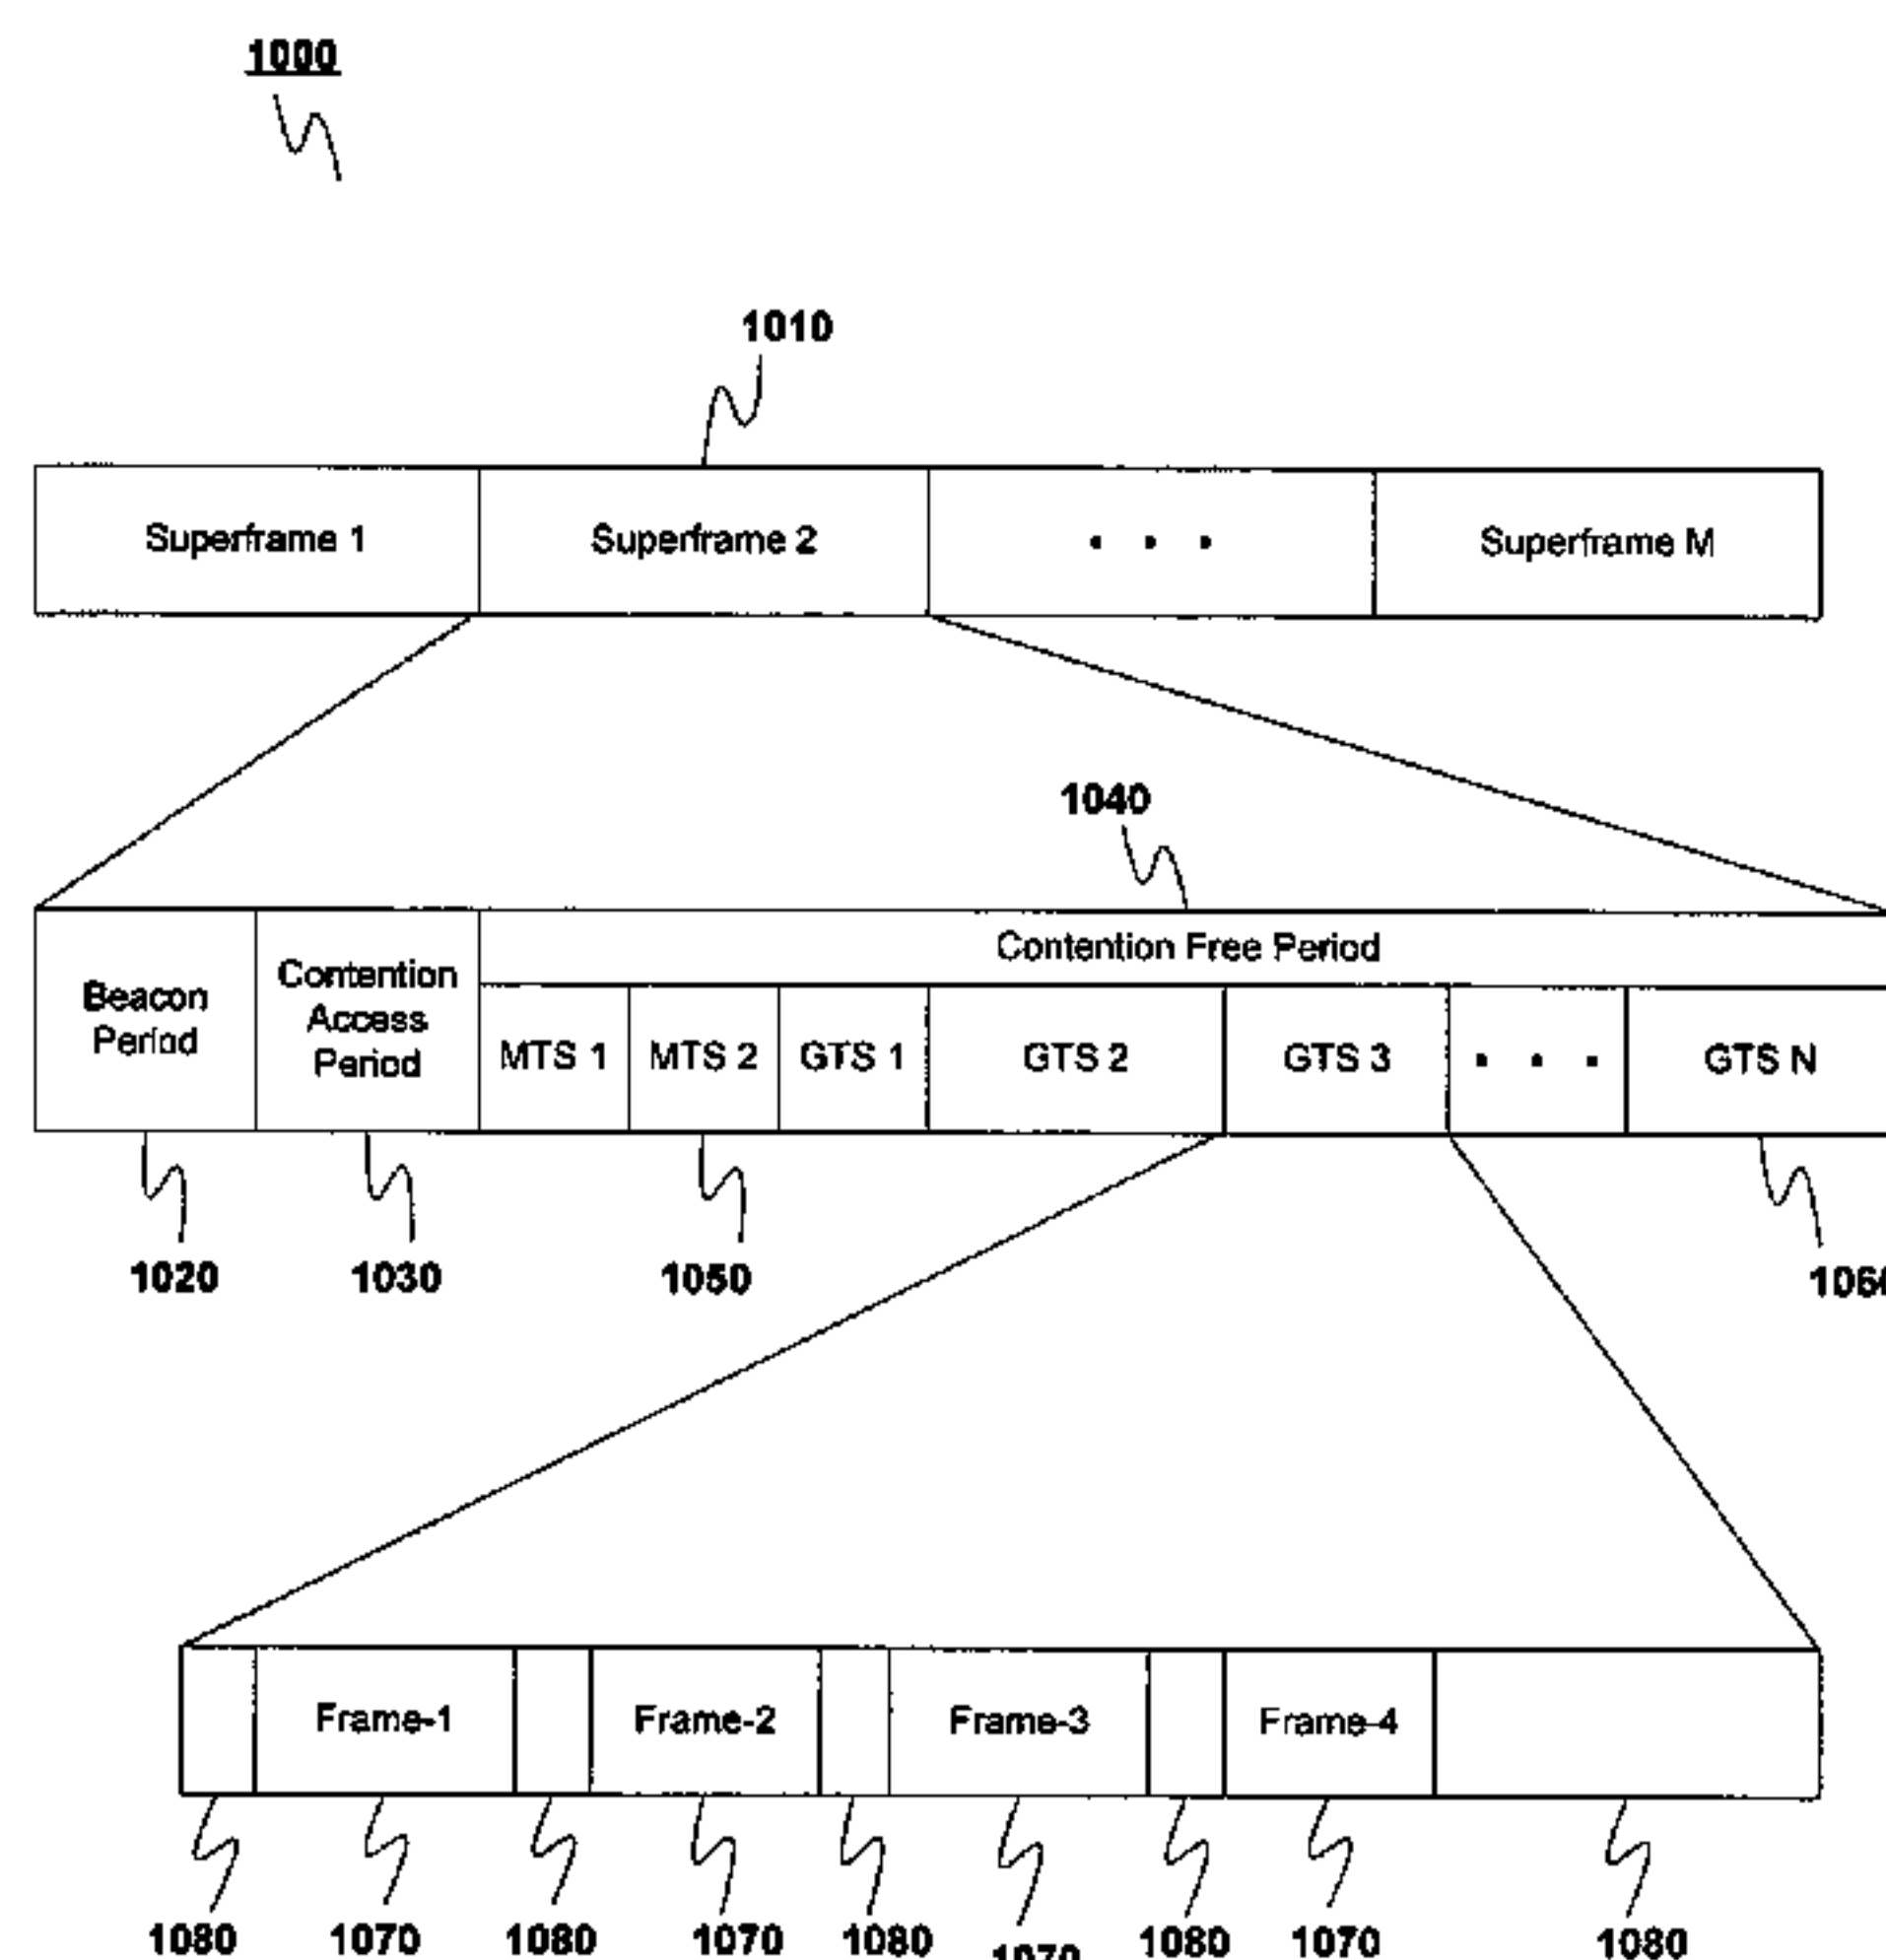 1000
1010
Superframe 1
Superframe 2
• • •
Superframe M
1040
Contention Free Period
Beacon
Period
Contention
Access
Period
MTS 1
MTS 2
GTS 1
GTS 2
GTS 3
• • •
GTS N
1020
1030
1050
Frame-1
Frame-2
Frame-3
Frame-4
1080
1070
1080
1070
1080
1070
1080
1070
1080